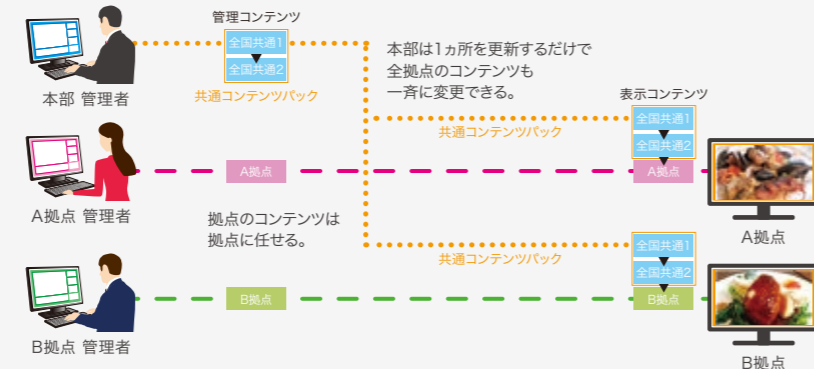 管理コンテンツ
全国共通1
全国共通2
共通コンテンツパック
本部 管理者
本部は1ヵ所を更新するだけで
全拠点のコンテンツも
一斉に変更できる。
表示コンテンツ
共通コンテンツパック
全国共通1
全国共通2
A拠点
A拠点
A拠点 管理者
A拠点
拠点のコンテンツは
拠点に任せる。
共通コンテンツパック
全国共通1
全国共通2
B拠点
B拠点
B拠点 管理者
B拠点